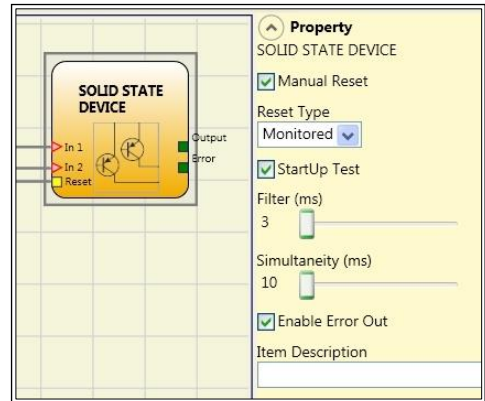 SOLID STATE
DEVICE
In 1
In 2
Reset
Output
Error
Property
SOLID STATE DEVICE
Manual Reset
Reset Type
Monitored
StartUp Test
Filter (ms)
3
Simultaneity (ms)
10
Enable Error Out
Item Description